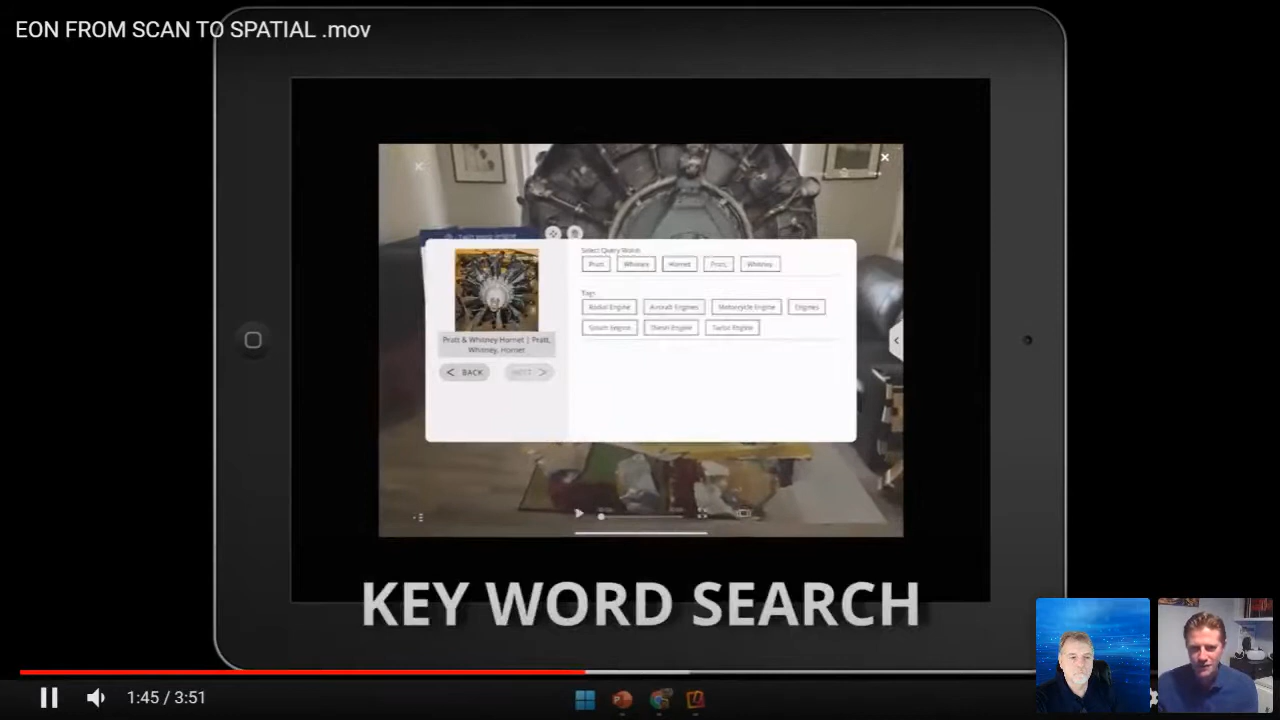 EON FROM SCAN TO SPATIAL .mov
Select Query Words
Pratt Whitney Hornet Pratt, Whitney,
Tags
Radial Engine Aircraft Engines Motorcycle Engine Engines
Diesel Engine
Pratt & Whitney Hornet | Pratt,
Whitney, Hornet
< BACK NEXT >
KEY WORD SEARCH
1:45 / 3:51